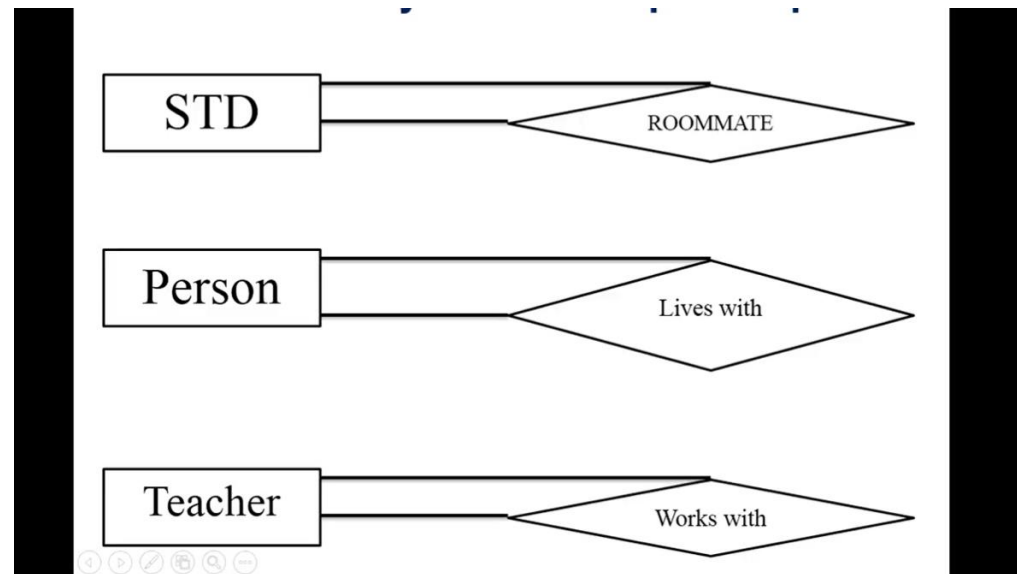 STD
ROOMMATE
Person
Lives with
Teacher
Works with